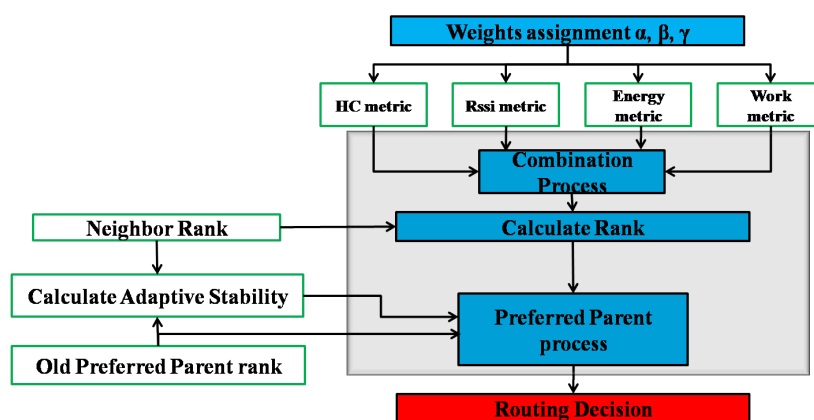 Weights assignment α, β, γ
HC metric
Rssi metric
Energy
metric
Work
metric
Combination
Process
Neighbor Rank
Calculate Rank
Calculate Adaptive Stability
Preferred Parent
process
Old Preferred Parent rank
Routing Decision